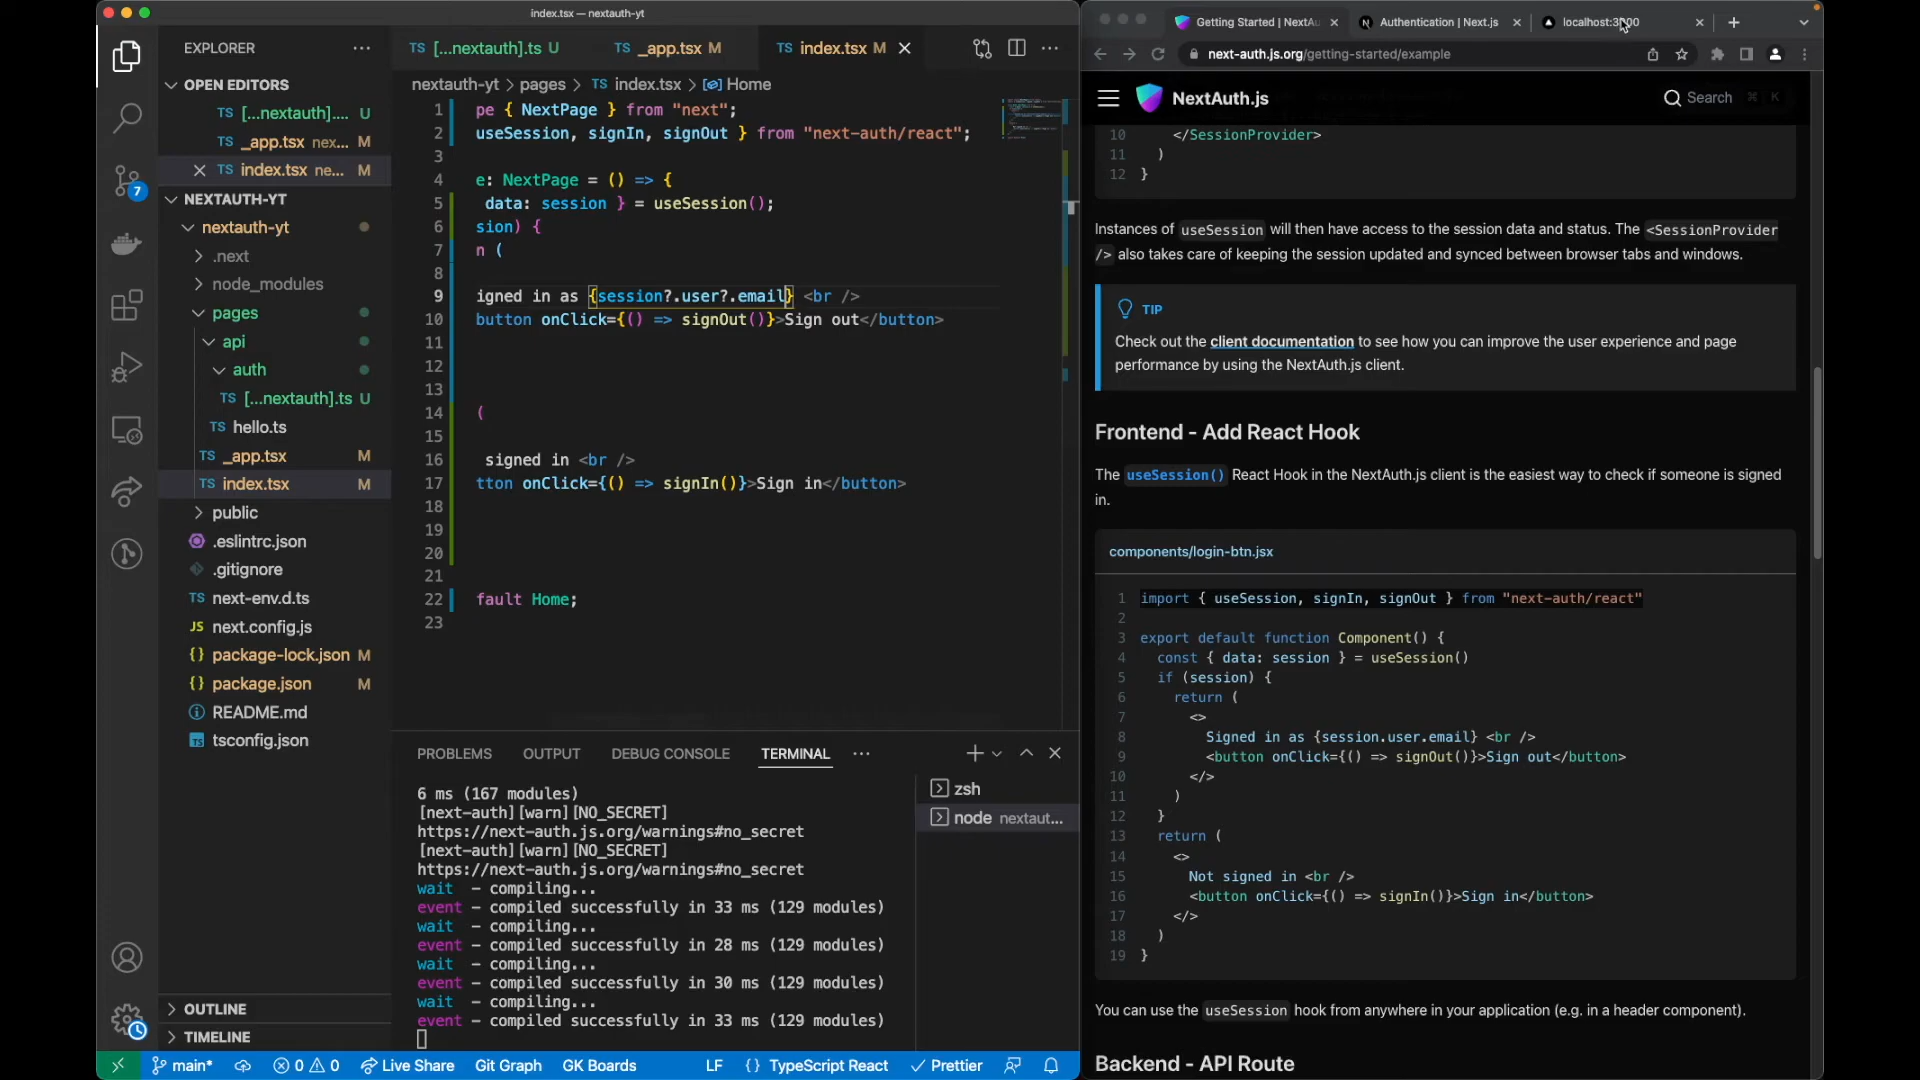 index.tsx — nextauth-yt
EXPLORER
OPEN EDITORS
TS [...nextauth].... U
TS _app.tsx nex... M
TS index.tsx ne... M
NEXTAUTH-YT
nextauth-yt
.next
node_modules
pages
api
auth
TS [...nextauth].ts U
TS hello.ts
TS _app.tsx M
TS index.tsx M
public
.eslintrc.json
.gitignore
TS next-env.d.ts
JS next.config.js
{} package-lock.json M
{} package.json M
README.md
tsconfig.json
OUTLINE
TIMELINE
7
TS [...nextauth].ts U
TS _app.tsx M
TS index.tsx M
nextauth-yt > pages > TS index.tsx > Home
1 pe { NextPage } from "next";
2 useSession, signIn, signOut } from "next-auth/react";
3
4 e: NextPage = () => {
5 data: session } = useSession();
6 sion) {
7 n (
8
9 igned in as {session?.user?.email} <br />
10 button onClick={() => signOut()}>Sign out</button>
11
12
13
14 (
15
16 signed in <br />
17 tton onClick={() => signIn()}>Sign in</button>
18
19
20
21
22 fault Home;
23
PROBLEMS OUTPUT DEBUG CONSOLE TERMINAL
6 ms (167 modules)
[next-auth][warn][NO_SECRET]
https://next-auth.js.org/warnings#no_secret
[next-auth][warn][NO_SECRET]
https://next-auth.js.org/warnings#no_secret
wait - compiling...
event - compiled successfully in 33 ms (129 modules)
wait - compiling...
event - compiled successfully in 28 ms (129 modules)
wait - compiling...
event - compiled successfully in 30 ms (129 modules)
wait - compiling...
event - compiled successfully in 33 ms (129 modules)
zsh
node nextaut...
main* 0 0 Live Share Git Graph GK Boards LF {} TypeScript React Prettier
Getting Started | NextAu
Authentication | Next.js
localhost:3000
next-auth.js.org/getting-started/example
NextAuth.js
Search ⌘ K
10 </SessionProvider>
11 )
12 }
Instances of useSession will then have access to the session data and status. The <SessionProvider
/> also takes care of keeping the session updated and synced between browser tabs and windows.
TIP
Check out the client documentation to see how you can improve the user experience and page
performance by using the NextAuth.js client.
Frontend - Add React Hook
The useSession() React Hook in the NextAuth.js client is the easiest way to check if someone is signed
in.
components/login-btn.jsx
1 import { useSession, signIn, signOut } from "next-auth/react"
2
3 export default function Component() {
4 const { data: session } = useSession()
5 if (session) {
6 return (
7 <>
8 Signed in as {session.user.email} <br />
9 <button onClick={() => signOut()}>Sign out</button>
10 </>
11 )
12 }
13 return (
14 <>
15 Not signed in <br />
16 <button onClick={() => signIn()}>Sign in</button>
17 </>
18 )
19 }
You can use the useSession hook from anywhere in your application (e.g. in a header component).
Backend - API Route